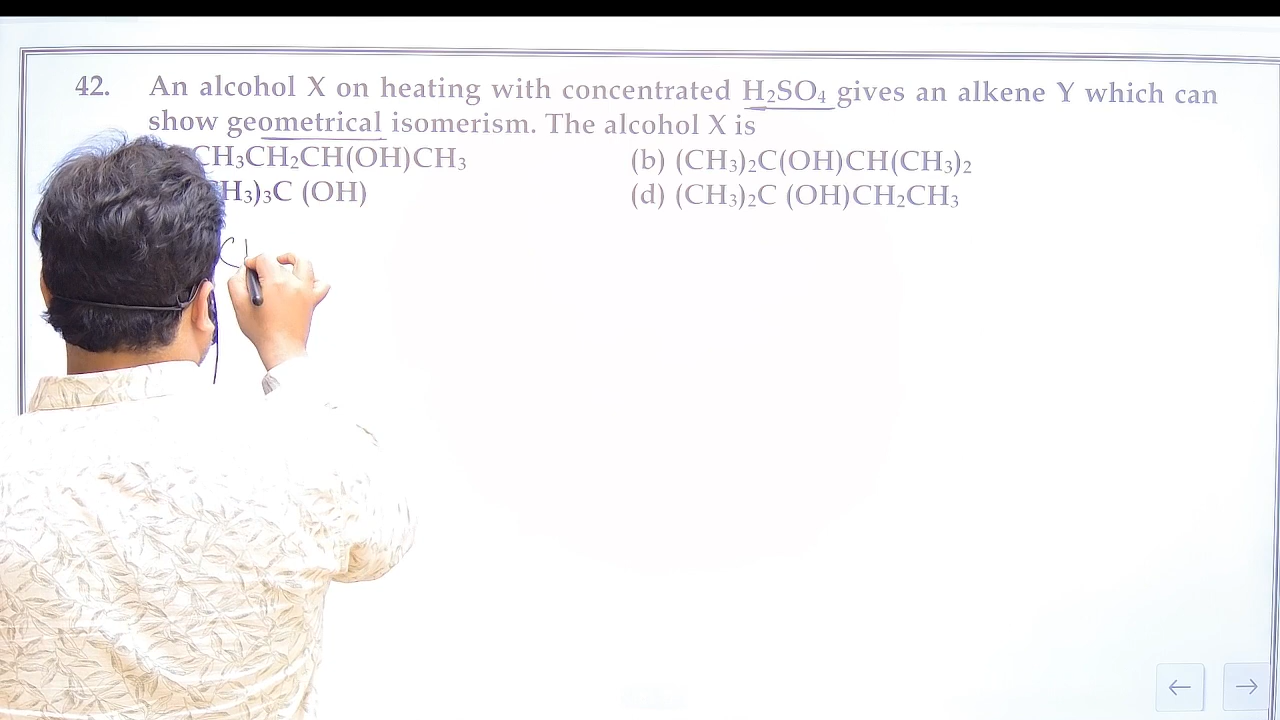 42. An alcohol X on heating with concentrated H₂SO₄ gives an alkene Y which can
show geometrical isomerism. The alcohol X is
CH₃CH₂CH(OH)CH₃ (b) (CH₃)₂C(OH)CH(CH₃)₂
H₃)₃C (OH) (d) (CH₃)₂C (OH)CH₂CH₃
C